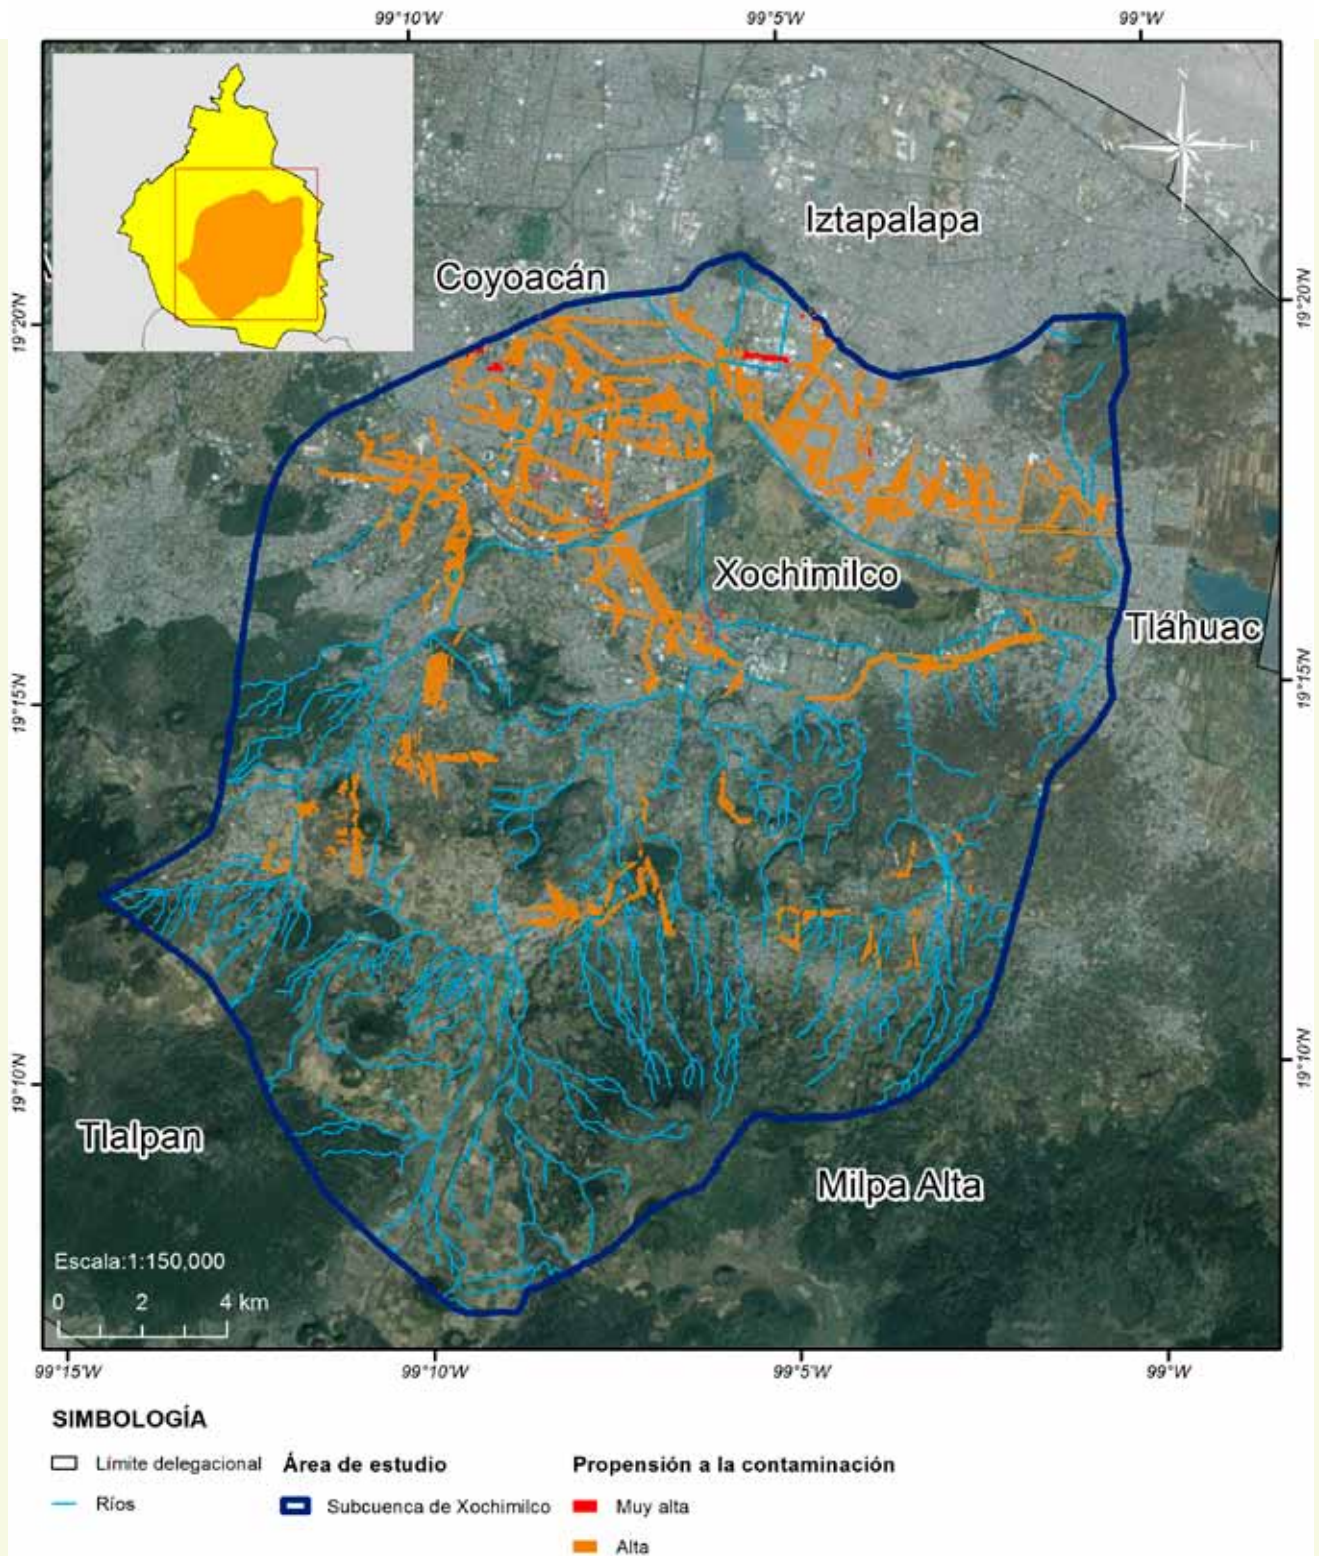 99°10'W 99°5'W 99°W
N
Iztapalapa
Coyoacán
19°20'N 19°20'N
Xochimilco
Tláhuac
19°15'N 19°15'N
19°10'N 19°10'N
Tlalpan
Milpa Alta
Escala:1:150,000
0 2 4 km
99°15'W 99°10'W 99°5'W 99°W
SIMBOLOGÍA
Límite delegacional Área de estudio Propensión a la contaminación
Ríos Subcuenca de Xochimilco Muy alta
Alta